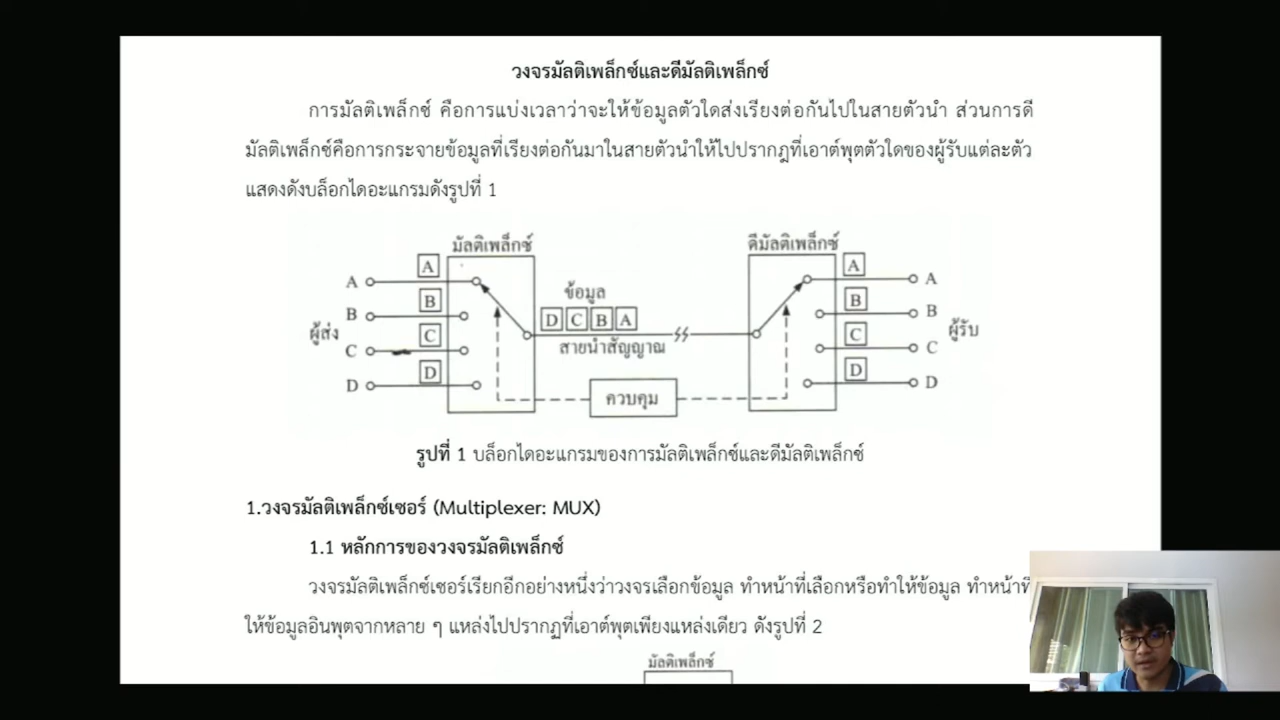 วงจรมัลติเพล็กซ์และดีมัลติเพล็กซ์
การมัลติเพล็กซ์ คือการแบ่งเวลาว่าจะให้ข้อมูลตัวใดส่งเรียงต่อกันไปในสายตัวนำ ส่วนการดี
มัลติเพล็กซ์คือการกระจายข้อมูลที่เรียงต่อกันมาในสายตัวนำให้ไปปรากฎที่เอาต์พุตตัวใดของผู้รับแต่ละตัว
แสดงดังบล็อกไดอะแกรมดังรูปที่ 1
มัลติเพล็กซ์
ดีมัลติเพล็กซ์
A A
A A
B B
B B
ผู้ส่ง
ข้อมูล
D C B A
สายนำสัญญาณ
ผู้รับ
C C
C C
D D
D D
ควบคุม
รูปที่ 1 บล็อกไดอะแกรมของการมัลติเพล็กซ์และดีมัลติเพล็กซ์
1.วงจรมัลติเพล็กซ์เซอร์ (Multiplexer: MUX)
1.1 หลักการของวงจรมัลติเพล็กซ์
วงจรมัลติเพล็กซ์เซอร์เรียกอีกอย่างหนึ่งว่าวงจรเลือกข้อมูล ทำหน้าที่เลือกหรือทำให้ข้อมูล ทำหน้าที่
ให้ข้อมูลอินพุตจากหลาย ๆ แหล่งไปปรากฏที่เอาต์พุตเพียงแหล่งเดียว ดังรูปที่ 2
มัลติเพล็กซ์